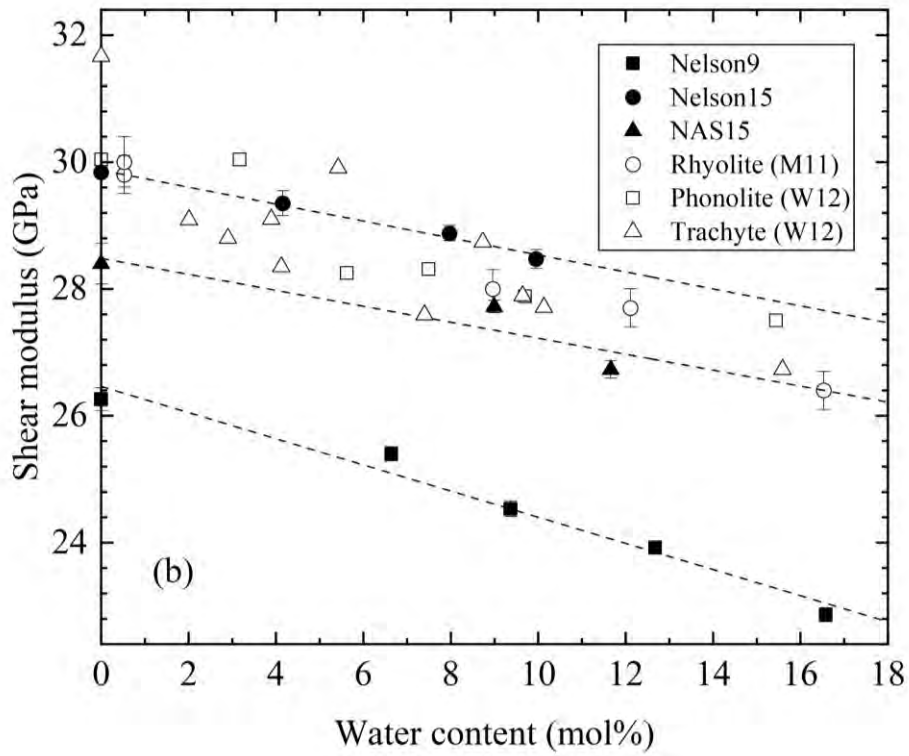 32
30
28
26
24
Shear modulus (GPa)
Nelson9
Nelson15
NAS15
Rhyolite (M11)
Phonolite (W12)
Trachyte (W12)
(b)
0 2 4 6 8 10 12 14 16 18
Water content (mol%)